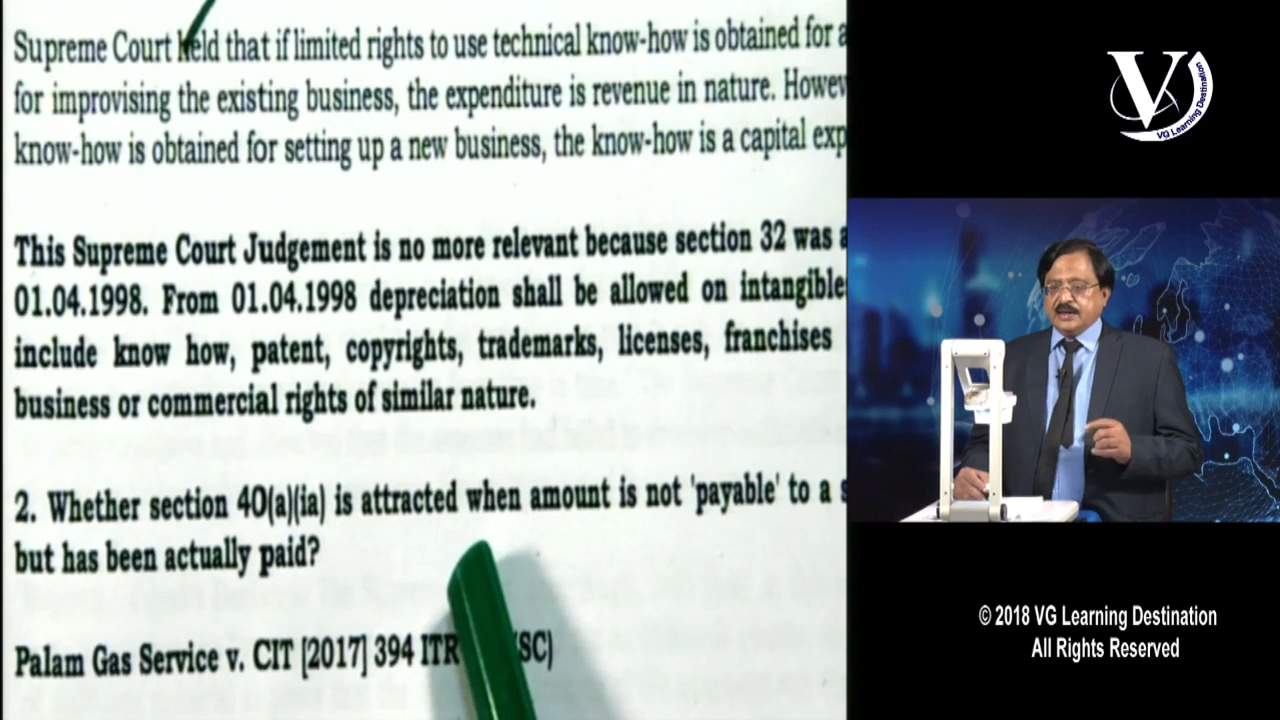 Supreme Court held that if limited rights to use technical know-how is obtained for a
for improvising the existing business, the expenditure is revenue in nature. Howev
know-how is obtained for setting up a new business, the know-how is a capital exp
This Supreme Court Judgement is no more relevant because section 32 was a
01.04.1998. From 01.04.1998 depreciation shall be allowed on intangible
include know how, patent, copyrights, trademarks, licenses, franchises
business or commercial rights of similar nature.
2. Whether section 40(a)(ia) is attracted when amount is not 'payable' to a s
but has been actually paid?
Palam Gas Service v. CIT [2017] 394 ITR SC)
V
VG Learning Destination
© 2018 VG Learning Destination
All Rights Reserved